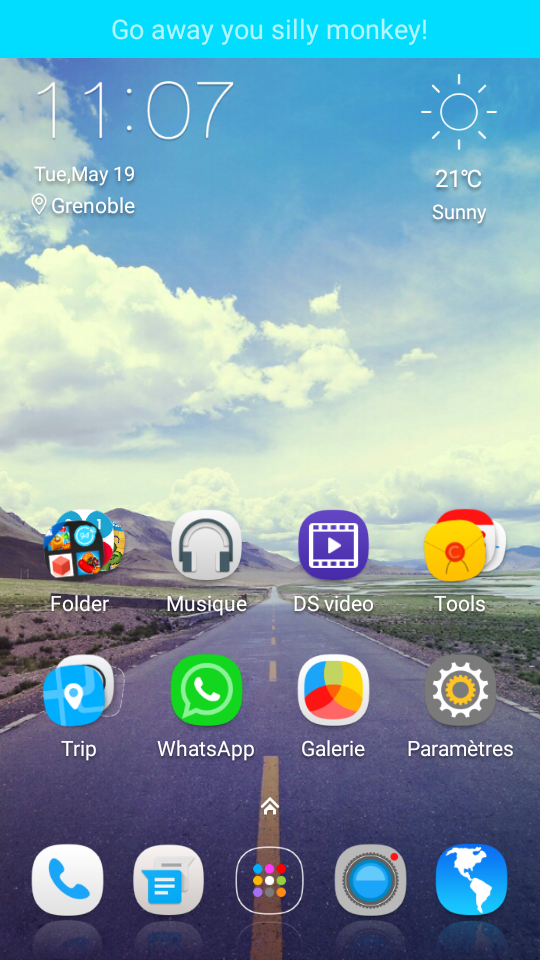 Go away you silly monkey!
11:07
Tue,May 19
Grenoble
21℃
Sunny
Folder
Musique
DS video
Tools
Trip
WhatsApp
Galerie
Paramètres